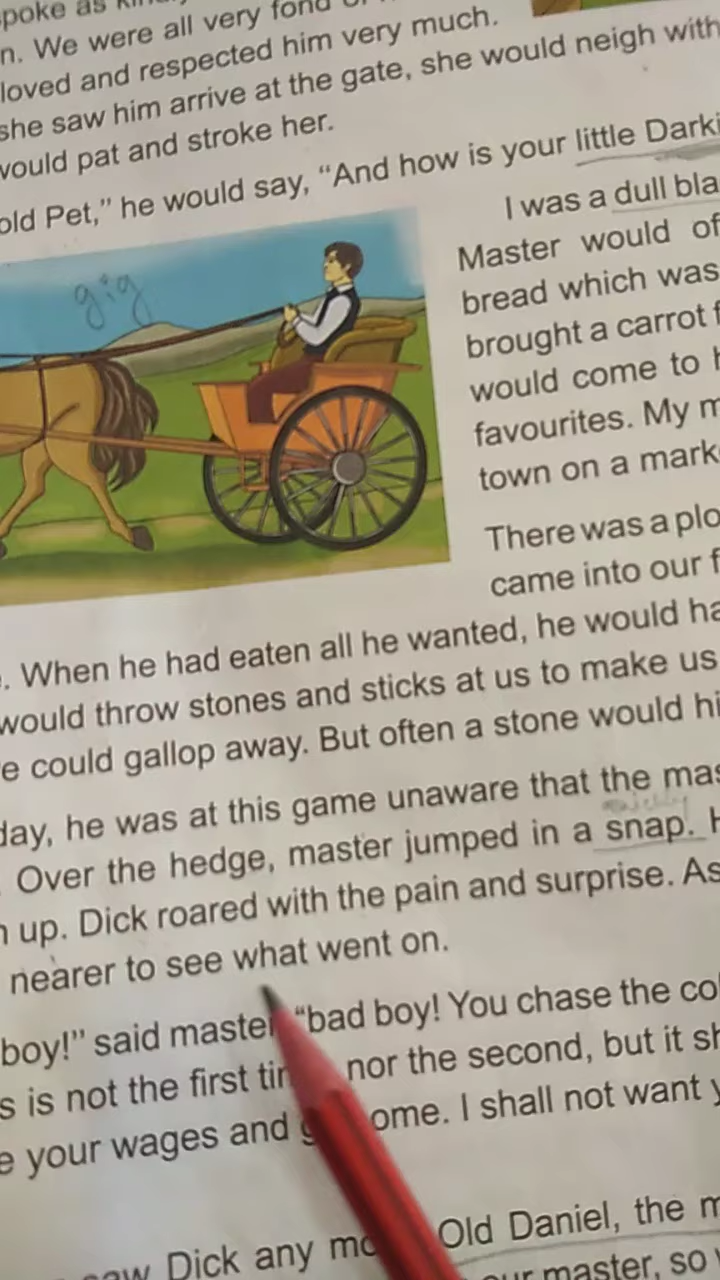 spoke as
n. We were all very fond
loved and respected him very much.
she saw him arrive at the gate, she would neigh with
would pat and stroke her.
old Pet," he would say, "And how is your little Darki
I was a dull bla
Master would of
bread which was
brought a carrot f
would come to h
favourites. My m
town on a mark
gig
There was a plo
came into our f
. When he had eaten all he wanted, he would ha
would throw stones and sticks at us to make us
e could gallop away. But often a stone would hi
day, he was at this game unaware that the mas
. Over the hedge, master jumped in a snap. H
n up. Dick roared with the pain and surprise. As
nearer to see what went on.
boy!" said master "bad boy! You chase the col
s is not the first nor the second, but it sh
e your wages and ome. I shall not want y
saw Dick any Old Daniel, the m
our master, so